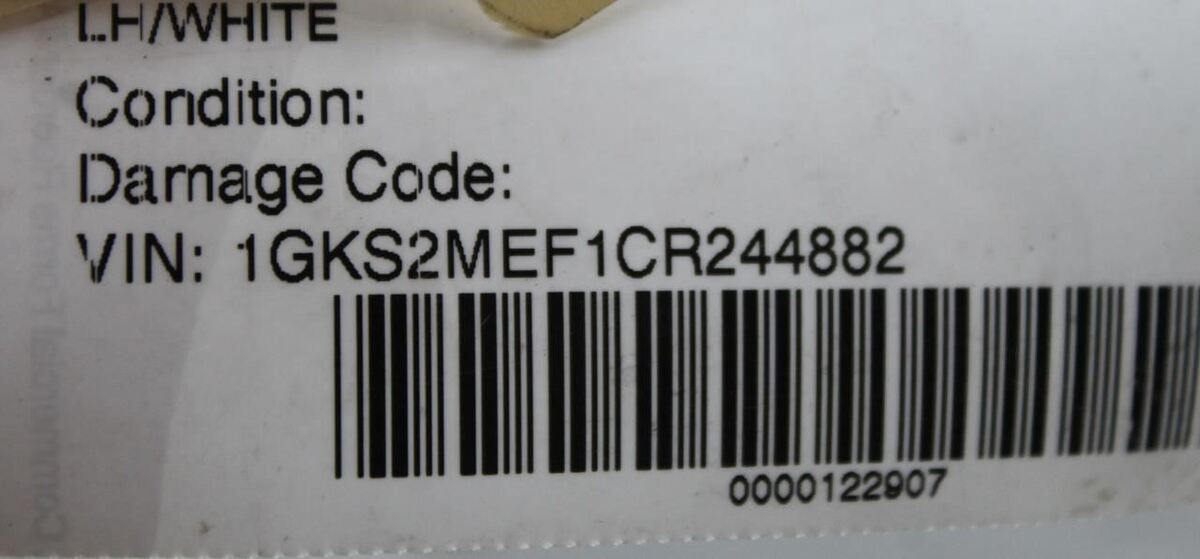 LH/WHITE
Condition:
Damage Code:
VIN: 1GKS2MEF1CR244882
0000122907